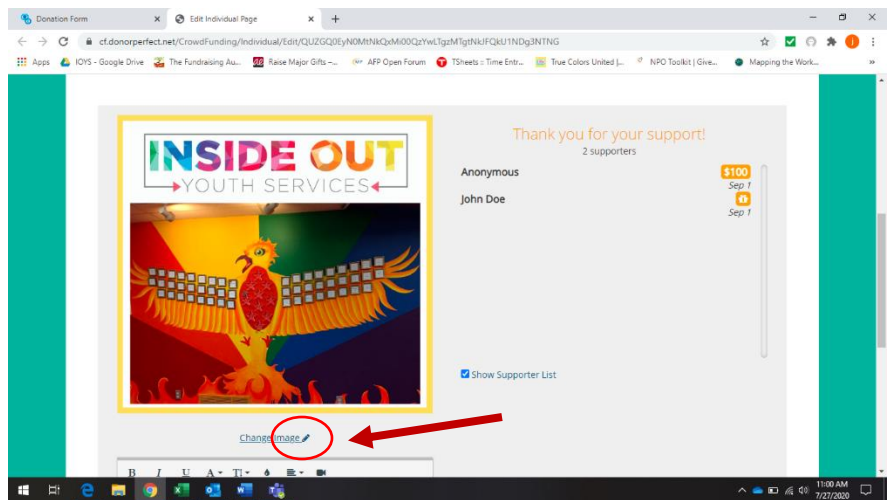 Donation Form
Edit Individual Page
cf.donorperfect.net/CrowdFunding/Individual/Edit/QUZGQ0EyN0MtNkQxMi00QzYwLTgzMTgtNkJFQkU1NDg3NTNG
Apps
IOYS - Google Drive
The Fundraising Au...
Raise Major Gifts –...
AFP Open Forum
TSheets :: Time Entr...
True Colors United |...
NPO Toolkit | Give...
Mapping the Work...
INSIDE OUT
YOUTH SERVICES
Thank you for your support!
2 supporters
Anonymous
$100
Sep 1
John Doe
Sep 1
Show Supporter List
Change image
B I U A TI
11:00 AM
7/27/2020